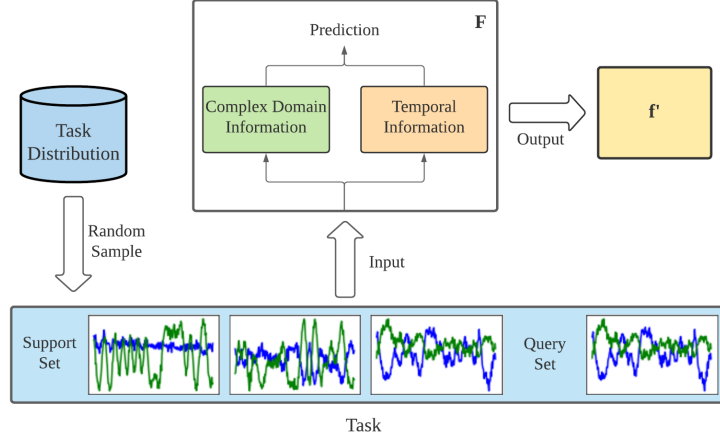 F
Prediction
Complex Domain
Information
Temporal
Information
f'
Task
Distribution
Output
Random
Sample
Input
Support
Set
Query
Set
Task